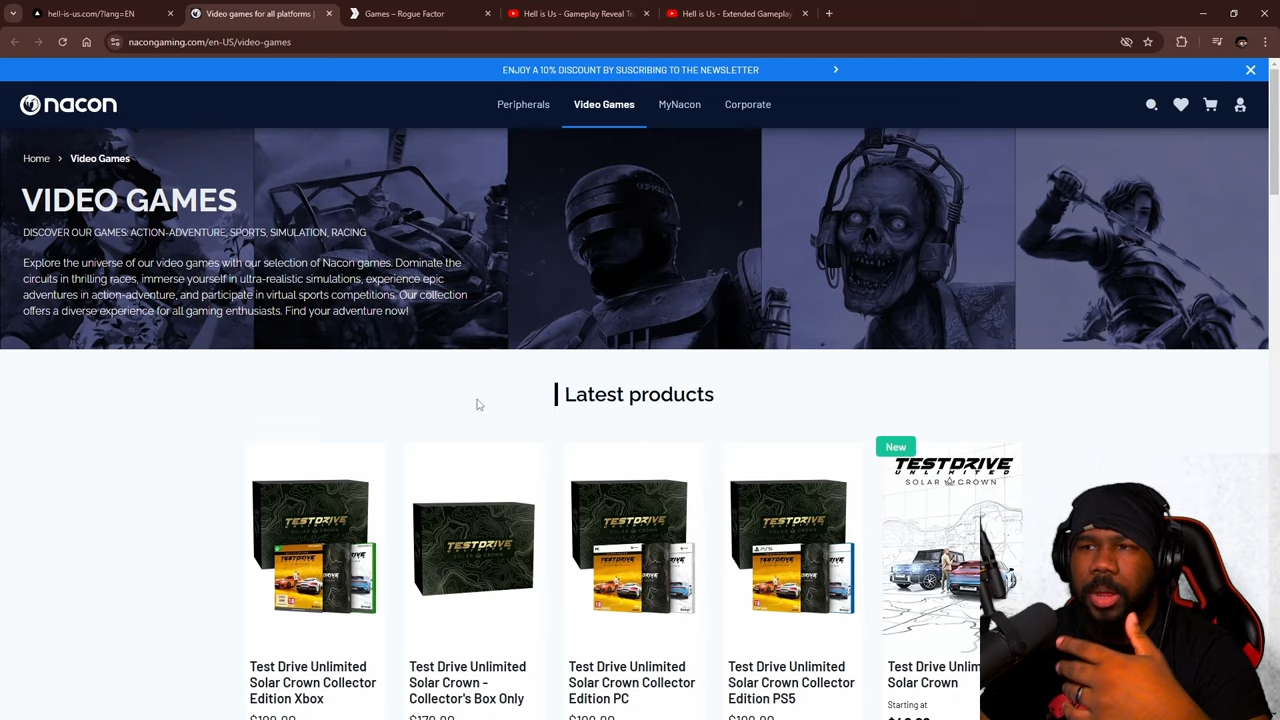 hell-is-us.com/?lang=EN
Video games for all platforms |
Games – Rogue Factor
Hell is Us - Gameplay Reveal Tr
Hell is Us - Extended Gameplay
nacongaming.com/en-US/video-games
ENJOY A 10% DISCOUNT BY SUSCRIBING TO THE NEWSLETTER
nacon
Peripherals
Video Games
MyNacon
Corporate
Home > Video Games
VIDEO GAMES
DISCOVER OUR GAMES: ACTION-ADVENTURE, SPORTS, SIMULATION, RACING
Explore the universe of our video games with our selection of Nacon games. Dominate the
circuits in thrilling races, immerse yourself in ultra-realistic simulations, experience epic
adventures in action-adventure, and participate in virtual sports competitions. Our collection
offers a diverse experience for all gaming enthusiasts. Find your adventure now!
Latest products
New
TEST DRIVE
UNLIMITED
SOLAR CROWN
TEST DRIVE
TEST DRIVE
TEST DRIVE
TEST DRIVE
Test Drive Unlimited
Solar Crown Collector
Edition Xbox
Test Drive Unlimited
Solar Crown -
Collector's Box Only
Test Drive Unlimited
Solar Crown Collector
Edition PC
Test Drive Unlimited
Solar Crown Collector
Edition PS5
Test Drive Unlim
Solar Crown
Starting at